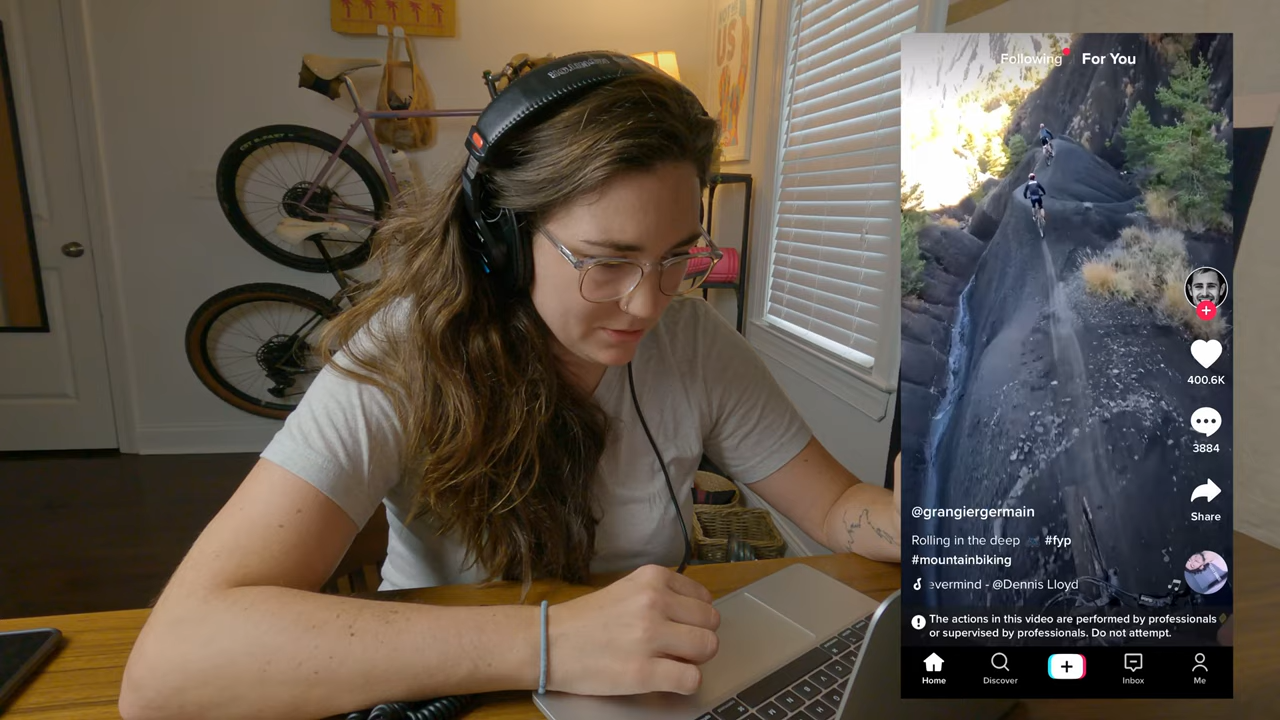 Following For You
400.6K
3884
Share
@grangiergermain
Rolling in the deep #fyp
#mountainbiking
evermind - @Dennis Lloyd
The actions in this video are performed by professionals
or supervised by professionals. Do not attempt.
Home Discover Inbox Me